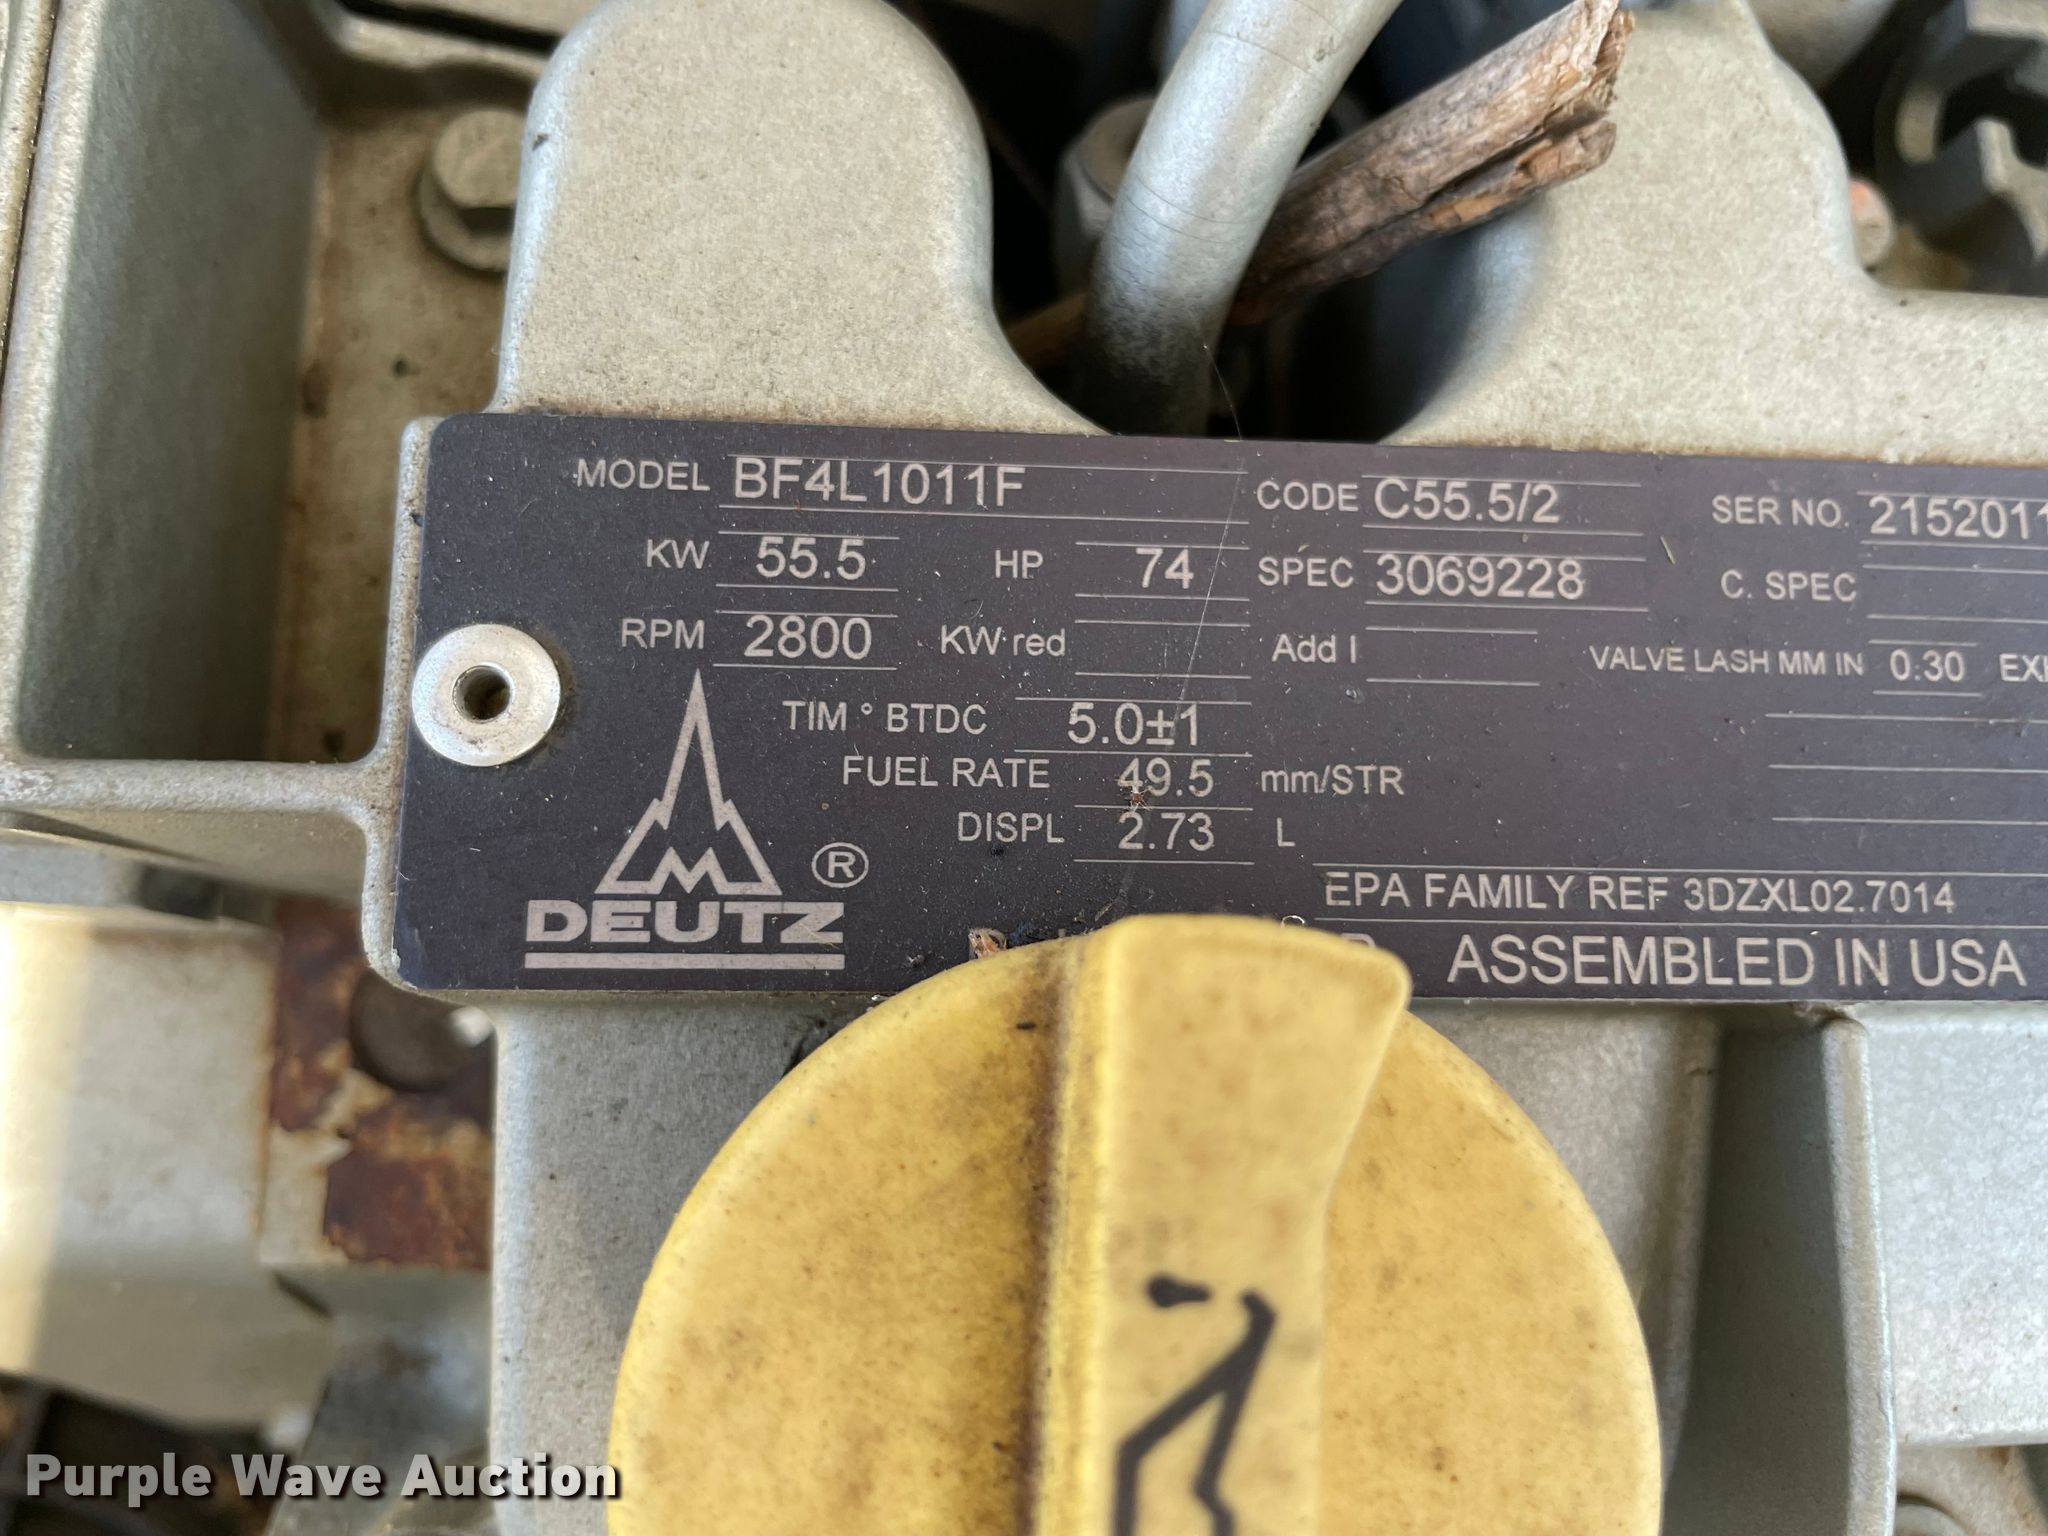 MODEL BF4L1011F CODE C55.5/2 SER NO. 2152011
KW 55.5 HP 74 SPEC 3069228 C. SPEC
RPM 2800 KW red Add I VALVE LASH MM IN 0.30
TIM ° BTDC 5.0±1
FUEL RATE 49.5 mm/STR
DISPL 2.73 L
EPA FAMILY REF 3DZXL02.7014
DEUTZ ®
ASSEMBLED IN USA
Purple Wave Auction